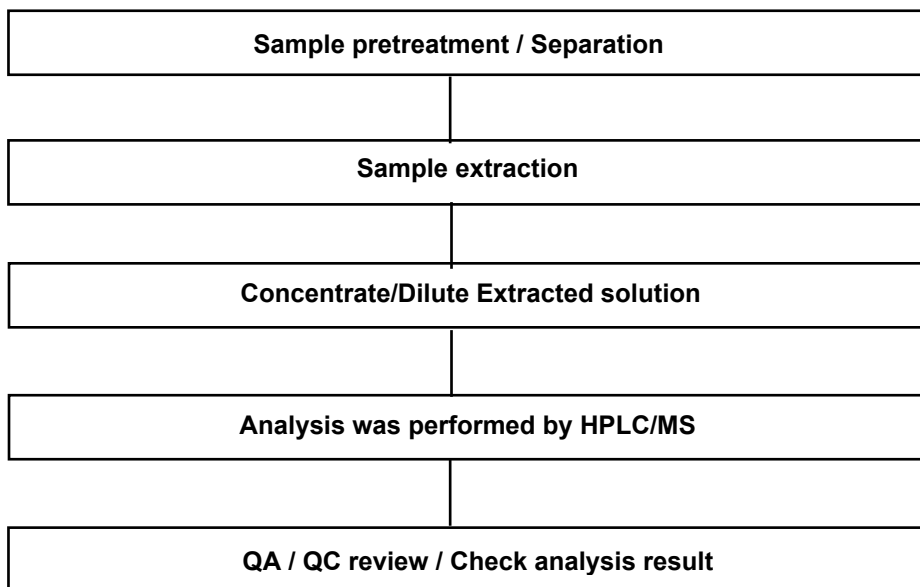 Sample pretreatment / Separation
Sample extraction
Concentrate/Dilute Extracted solution
Analysis was performed by HPLC/MS
QA / QC review / Check analysis result